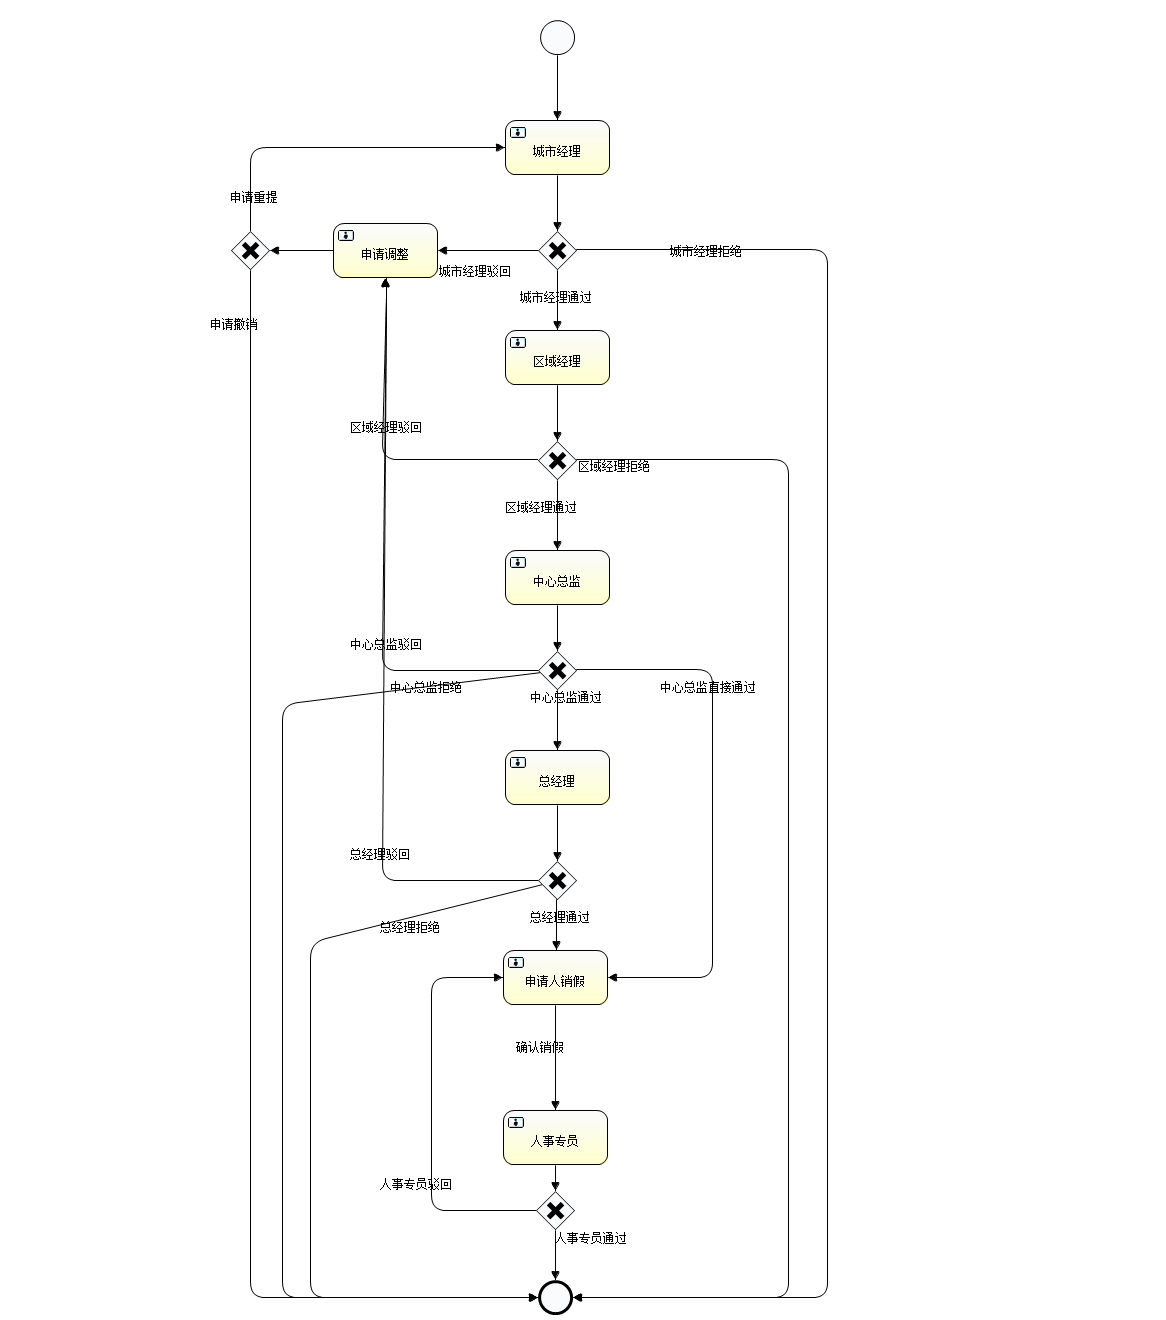 城市经理
申请重提
申请调整
城市经理拒绝
城市经理驳回
城市经理通过
申请撤销
区域经理
区域经理驳回
区域经理拒绝
区域经理通过
中心总监
中心总监驳回
中心总监拒绝
中心总监直接通过
中心总监通过
总经理
总经理驳回
总经理通过
总经理拒绝
申请人销假
确认销假
人事专员
人事专员驳回
人事专员通过